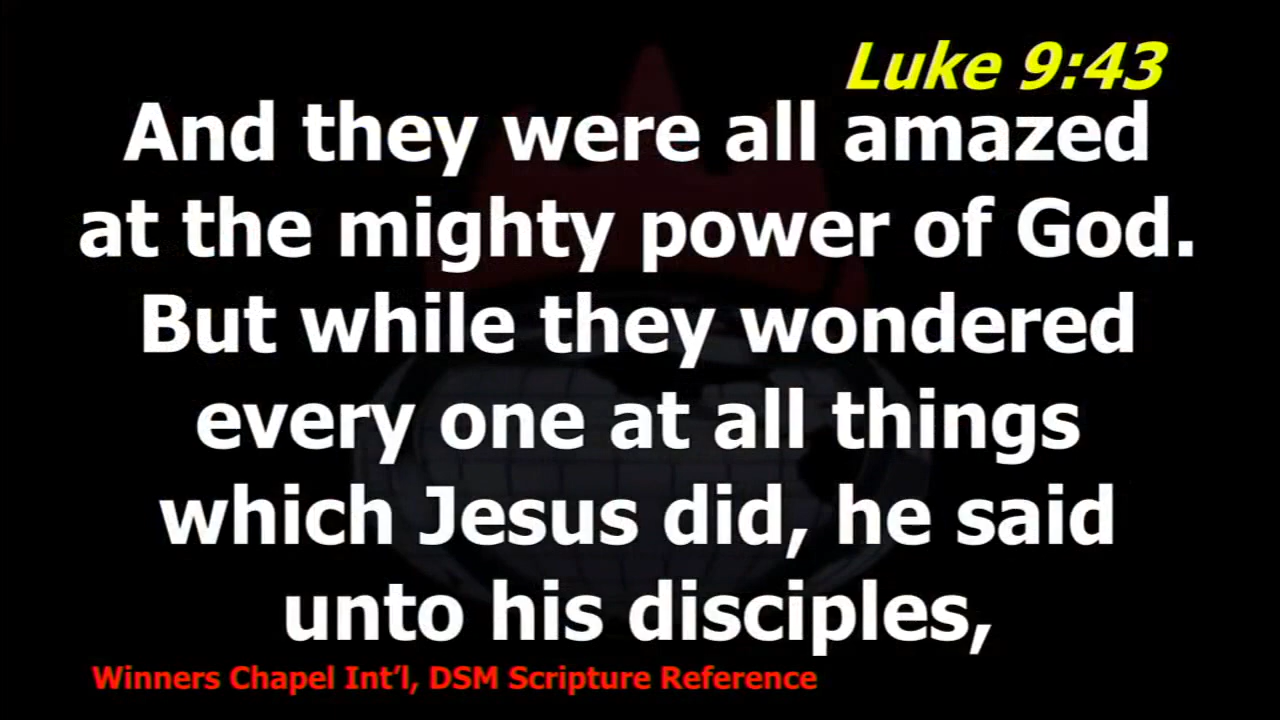 Luke 9:43
And they were all amazed
at the mighty power of God.
But while they wondered
every one at all things
which Jesus did, he said
unto his disciples,
Winners Chapel Int'l, DSM Scripture Reference